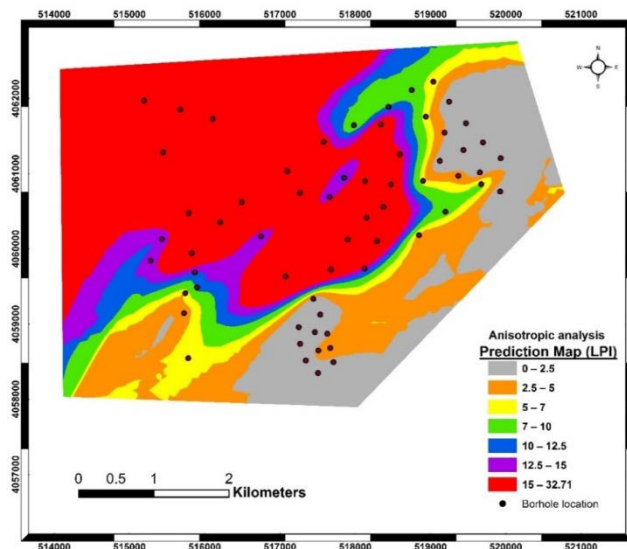 514000 515000 516000 517000 518000 519000 520000 521000
N
W E
S
4062000
4061000
4060000
4059000
4058000
4057000
Anisotropic analysis
Prediction Map (LPI)
0 – 2.5
2.5 – 5
5 – 7
7 – 10
10 – 12.5
12.5 – 15
15 – 32.71
Borehole location
0 0.5 1 2
Kilometers
514000 515000 516000 517000 518000 519000 520000 521000